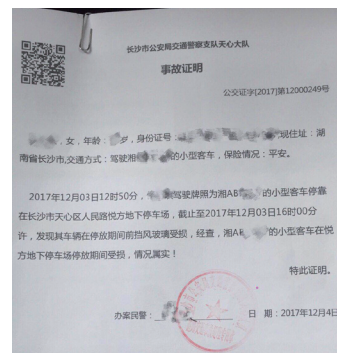 长沙市公安局交通警察支队天心大队
事故证明
公交证字[2017]第12000249号
，女，年龄： 岁，身份证号： 现住址：湖
南省长沙市,交通方式：驾驶湘 的小型客车，保险情况：平安。
2017年12月03日12时50分， 驾驶牌照为湘AB 的小型客车停靠
在长沙市天心区人民路悦方地下停车场，截止至2017年12月03日16时00分
许，发现其车辆在停放期间前挡风玻璃受损，经查，湘A 的小型客车在悦
方地下停车场停放期间受损，情况属实！
特此证明。
办案民警： 日 期：2017年12月4日